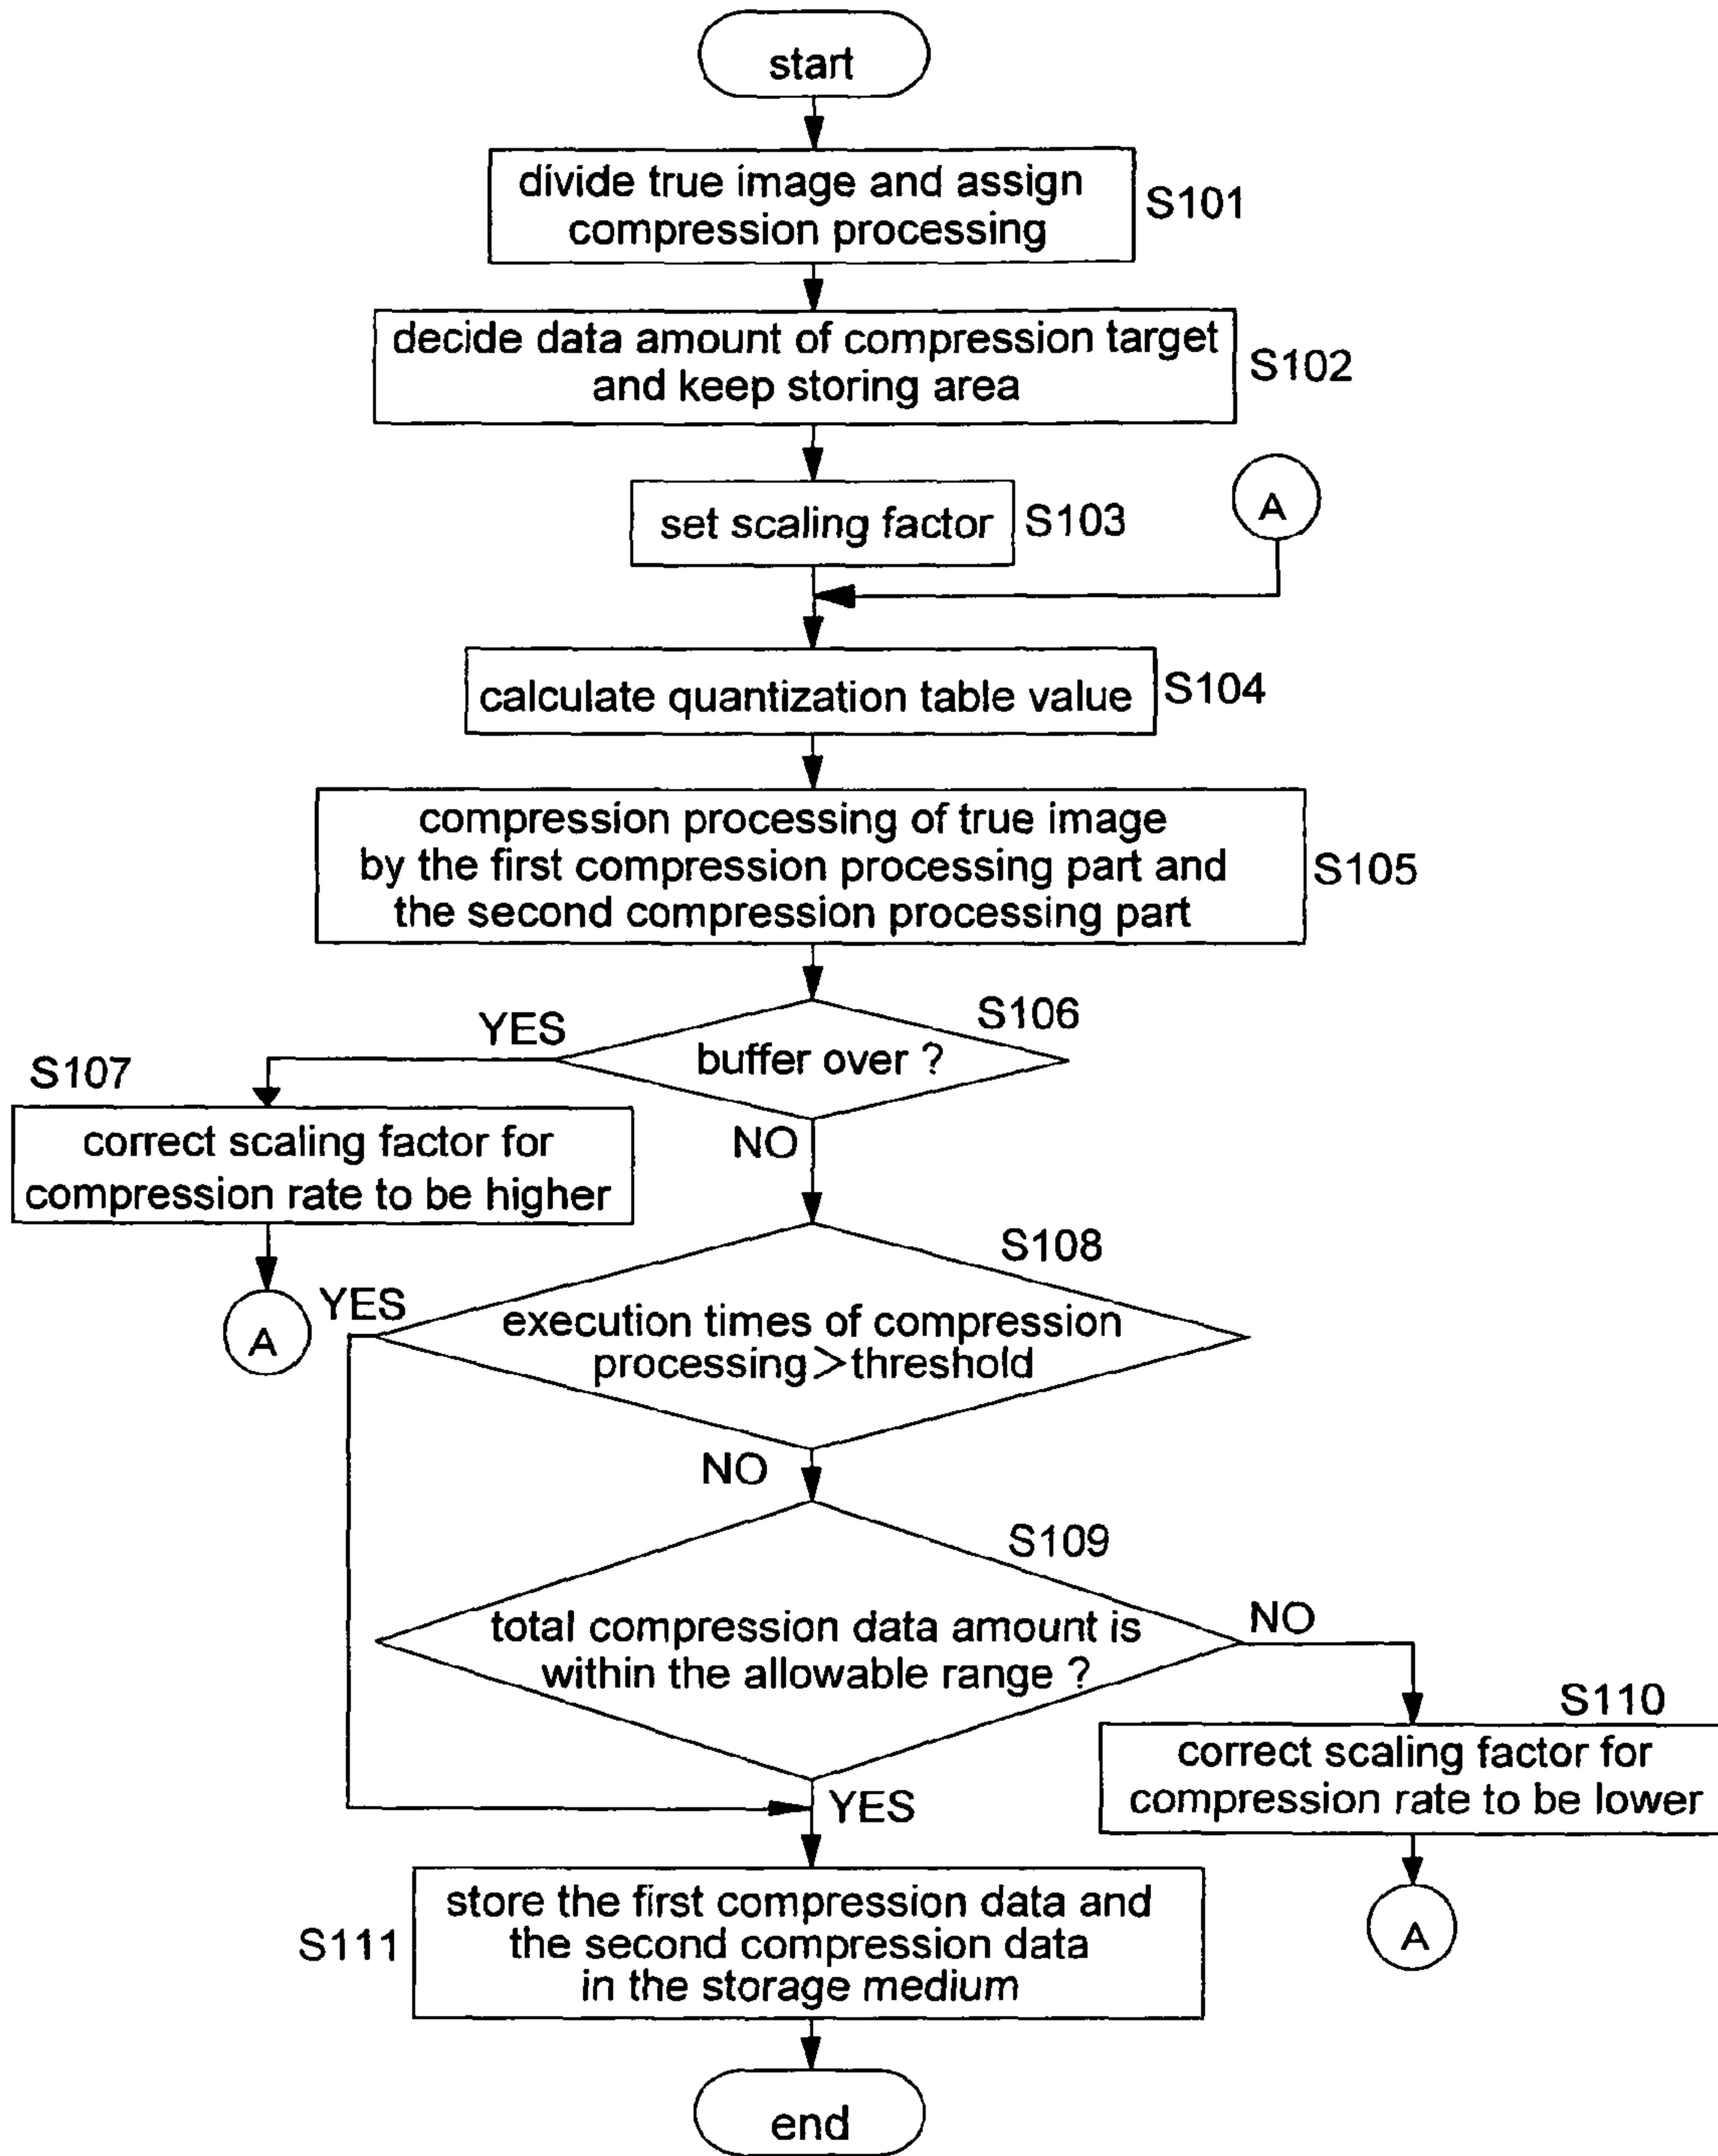 start
divide true image and assign
compression processing
S101
decide data amount of compression target
and keep storing area
S102
set scaling factor
S103
A
calculate quantization table value
S104
compression processing of true image
by the first compression processing part and
the second compression processing part
S105
S106
YES
buffer over ?
NO
S107
correct scaling factor for
compression rate to be higher
A
S108
YES
execution times of compression
processing>threshold
NO
S109
total compression data amount is
within the allowable range ?
NO
YES
S110
correct scaling factor for
compression rate to be lower
A
S111
store the first compression data and
the second compression data
in the storage medium
end